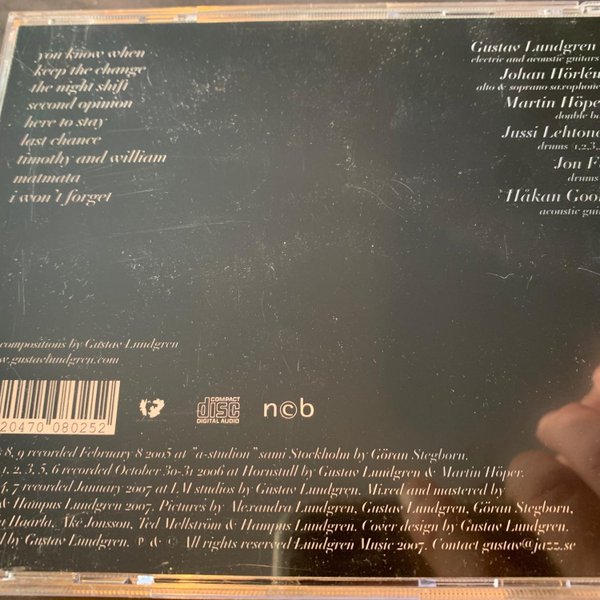 you know when
keep the change
the night shift
second opinion
here to stay
last chance
timothy and william
matmata
i won't forget
Gustav Lundgren
electric and acoustic guitars
Johan Hörlén
alto & soprano saxophone
Martin Höper
double
Jussi Lehtone
drums (1,2,3,
Jon
drums
Håkan
acoustic
compositions by Gustav Lundgren
w.gustavlundgren.com
20470 080252
COMPACT
disc
DIGITAL AUDIO
n©b
8, 9 recorded February 8 2005 at "a-studion" sami Stockholm by Göran Stegborn.
1, 2, 3, 5, 6 recorded October 30-31 2006 at Hornstull by Gustav Lundgren & Martin Höper.
4, 7 recorded January 2007 at LM studios by Gustav Lundgren. Mixed and mastered by
& Hampus Lundgren 2007. Pictures by Alexandra Lundgren, Gustav Lundgren, Göran Stegborn,
Haarla, Åke Jonsson, Ted Mellström & Hampus Lundgren. Cover design by Gustav Lundgren.
d by Gustav Lundgren. P & © All rights reserved Lundgren Music 2007. Contact gustav@jazz.se